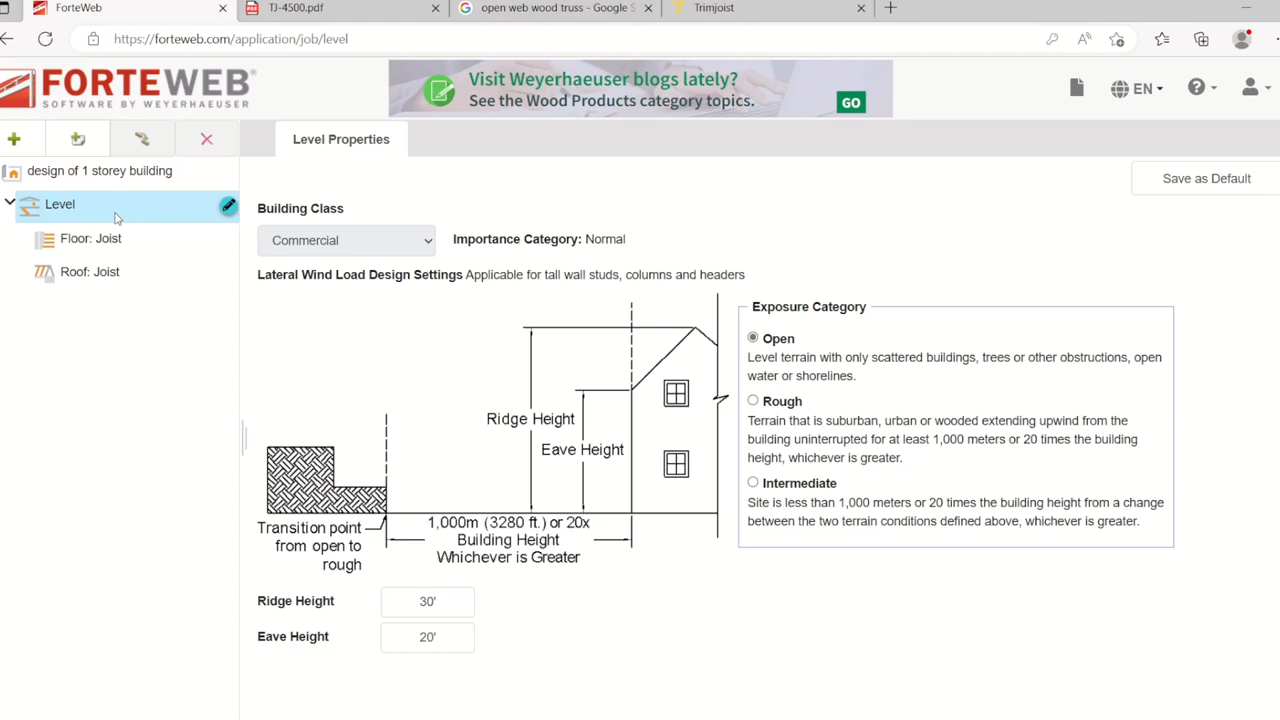 ForteWeb
TJ-4500.pdf
open web wood truss - Google S
Trimjoist
https://forteweb.com/application/job/level
FORTEWEB®
SOFTWARE BY WEYERHAEUSER
Visit Weyerhaeuser blogs lately?
See the Wood Products category topics.
GO
EN
Level Properties
design of 1 storey building
Level
Floor: Joist
Roof: Joist
Save as Default
Building Class
Commercial
Importance Category: Normal
Lateral Wind Load Design Settings Applicable for tall wall studs, columns and headers
Ridge Height
Eave Height
Transition point
from open to
rough
1,000m (3280 ft.) or 20x
Building Height
Whichever is Greater
Exposure Category
Open
Level terrain with only scattered buildings, trees or other obstructions, open
water or shorelines.
Rough
Terrain that is suburban, urban or wooded extending upwind from the
building uninterrupted for at least 1,000 meters or 20 times the building
height, whichever is greater.
Intermediate
Site is less than 1,000 meters or 20 times the building height from a change
between the two terrain conditions defined above, whichever is greater.
Ridge Height
30'
Eave Height
20'